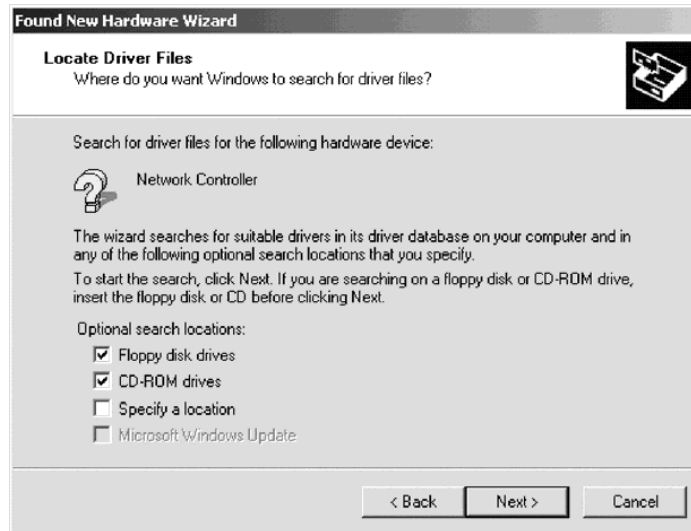 Found New Hardware Wizard
Locate Driver Files
Where do you want Windows to search for driver files?
Search for driver files for the following hardware device:
Network Controller
The wizard searches for suitable drivers in its driver database on your computer and in
any of the following optional search locations that you specify.
To start the search, click Next. If you are searching on a floppy disk or CD-ROM drive,
insert the floppy disk or CD before clicking Next.
Optional search locations:
Floppy disk drives
CD-ROM drives
Specify a location
Microsoft Windows Update
< Back Next > Cancel